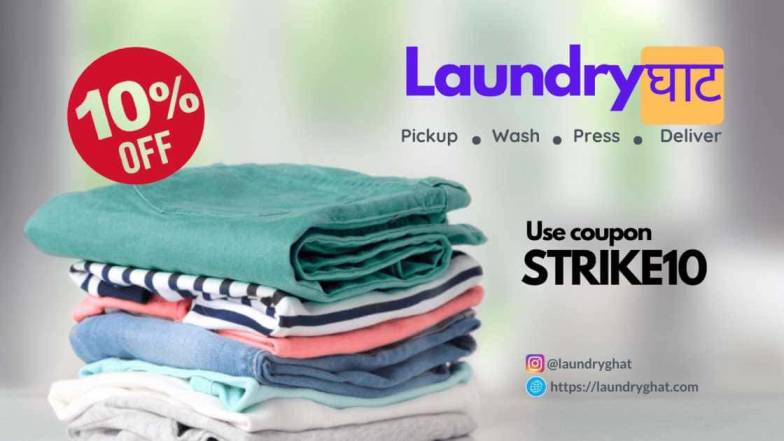 10%
OFF
Laundryघाट
Pickup • Wash • Press • Deliver
Use coupon
STRIKE10
@laundryghat
https://laundryghat.com